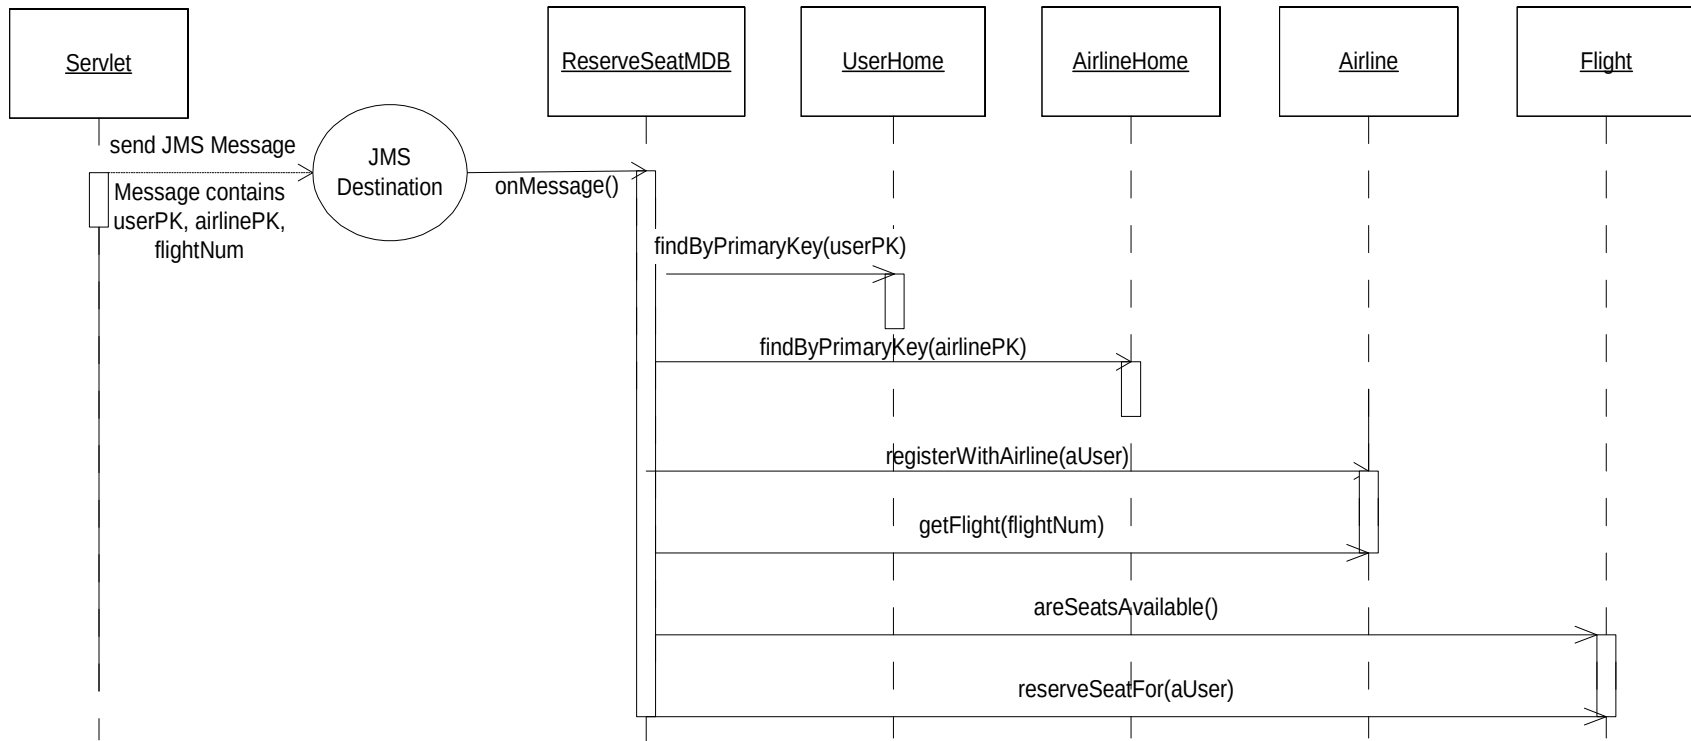 Servlet
ReserveSeatMDB
UserHome
AirlineHome
Airline
Flight
send JMS Message
JMS
Destination
onMessage()
Message contains
userPK, airlinePK,
flightNum
findByPrimaryKey(userPK)
findByPrimaryKey(airlinePK)
registerWithAirline(aUser)
getFlight(flightNum)
areSeatsAvailable()
reserveSeatFor(aUser)